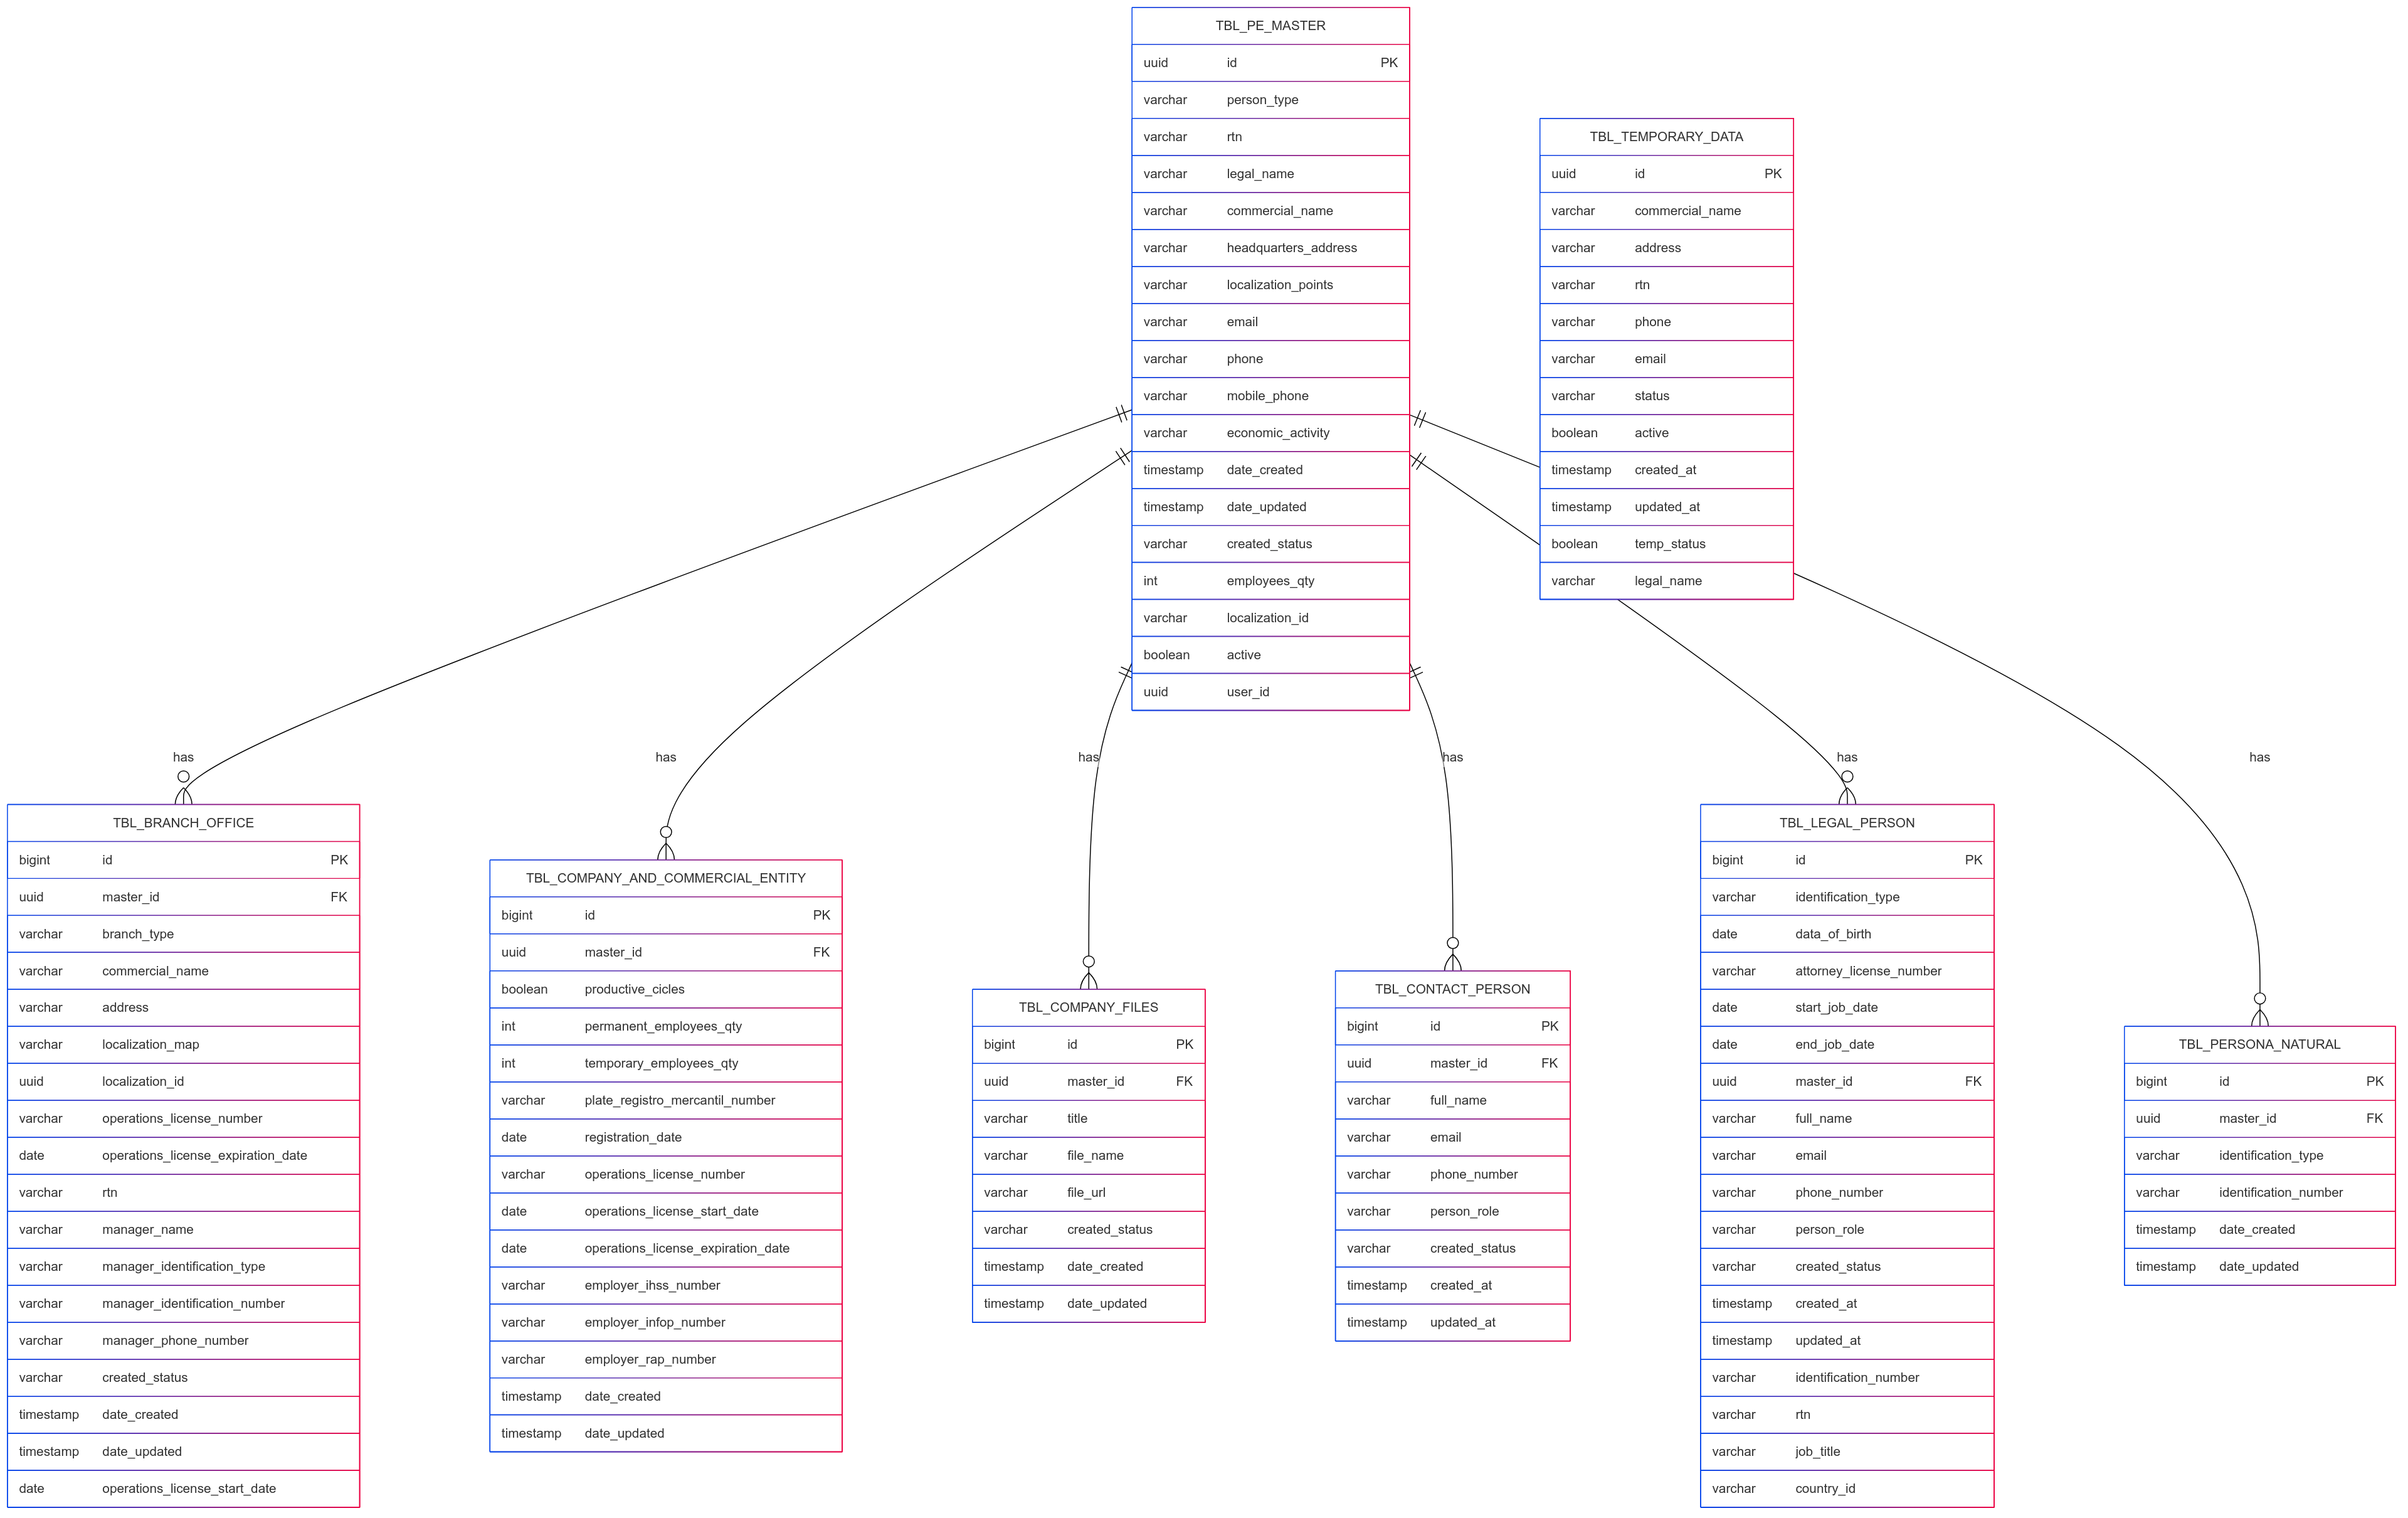 TBL_PE_MASTER
uuid id PK
varchar person_type
varchar rtn
varchar legal_name
varchar commercial_name
varchar headquarters_address
varchar localization_points
varchar email
varchar phone
varchar mobile_phone
varchar economic_activity
timestamp date_created
timestamp date_updated
varchar created_status
int employees_qty
varchar localization_id
boolean active
uuid user_id
TBL_TEMPORARY_DATA
uuid id PK
varchar commercial_name
varchar address
varchar rtn
varchar phone
varchar email
varchar status
boolean active
timestamp created_at
timestamp updated_at
boolean temp_status
varchar legal_name
has
has
has
has
has
has
TBL_BRANCH_OFFICE
bigint id PK
uuid master_id FK
varchar branch_type
varchar commercial_name
varchar address
varchar localization_map
uuid localization_id
varchar operations_license_number
date operations_license_expiration_date
varchar rtn
varchar manager_name
varchar manager_identification_type
varchar manager_identification_number
varchar manager_phone_number
varchar created_status
timestamp date_created
timestamp date_updated
date operations_license_start_date
TBL_COMPANY_AND_COMMERCIAL_ENTITY
bigint id PK
uuid master_id FK
boolean productive_cicles
int permanent_employees_qty
int temporary_employees_qty
varchar plate_registro_mercantil_number
date registration_date
varchar operations_license_number
date operations_license_start_date
date operations_license_expiration_date
varchar employer_ihss_number
varchar employer_infop_number
varchar employer_rap_number
timestamp date_created
timestamp date_updated
TBL_COMPANY_FILES
bigint id PK
uuid master_id FK
varchar title
varchar file_name
varchar file_url
varchar created_status
timestamp date_created
timestamp date_updated
TBL_CONTACT_PERSON
bigint id PK
uuid master_id FK
varchar full_name
varchar email
varchar phone_number
varchar person_role
varchar created_status
timestamp created_at
timestamp updated_at
TBL_LEGAL_PERSON
bigint id PK
varchar identification_type
date data_of_birth
varchar attorney_license_number
date start_job_date
date end_job_date
uuid master_id FK
varchar full_name
varchar email
varchar phone_number
varchar person_role
varchar created_status
timestamp created_at
timestamp updated_at
varchar identification_number
varchar rtn
varchar job_title
varchar country_id
TBL_PERSONA_NATURAL
bigint id PK
uuid master_id FK
varchar identification_type
varchar identification_number
timestamp date_created
timestamp date_updated